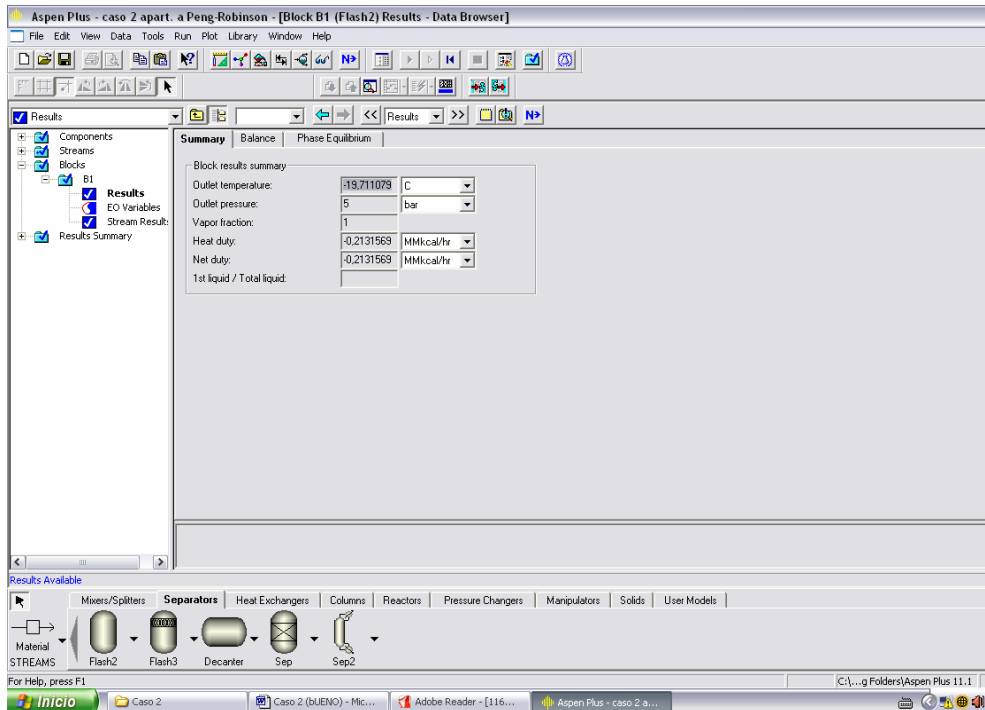 Aspen Plus - caso 2 apart. a Peng-Robinson - [Block B1 (Flash2) Results - Data Browser]
File Edit View Data Tools Run Plot Library Window Help
N>
Results
<< Results >> N>
Components
Streams
Blocks
B1
Results
EO Variables
Stream Results
Results Summary
Summary Balance Phase Equilibrium
Block results summary
Outlet temperature: -19,711079 C
Outlet pressure: 5 bar
Vapor fraction: 1
Heat duty: -0,2131569 MMkcal/hr
Net duty: -0,2131569 MMkcal/hr
1st liquid / Total liquid:
Results Available
Mixers/Splitters Separators Heat Exchangers Columns Reactors Pressure Changers Manipulators Solids User Models
Material
STREAMS Flash2 Flash3 Decanter Sep Sep2
For Help, press F1 C:\...g Folders\Aspen Plus 11.1
Inicio Caso 2 Caso 2 (bUENO) - Mic... Adobe Reader - [116... Aspen Plus - caso 2 a...